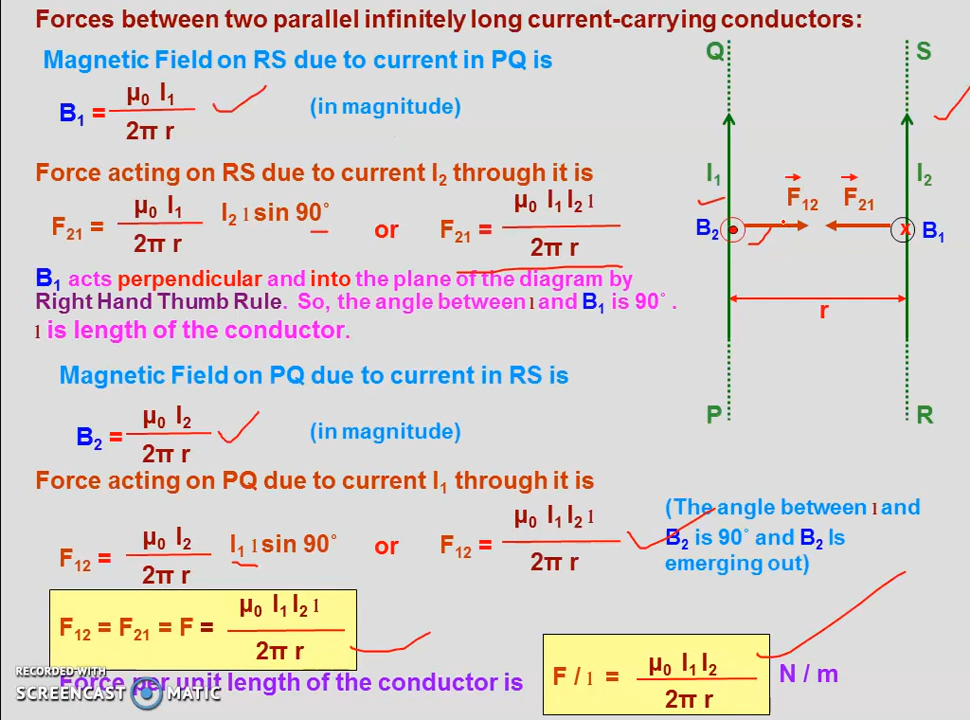 Forces between two parallel infinitely long current-carrying conductors:
Magnetic Field on RS due to current in PQ is
B₁ = μ₀ I₁ / 2π r (in magnitude)
Force acting on RS due to current I₂ through it is
F₂₁ = μ₀ I₁ / 2π r I₂ l sin 90˚ or F₂₁ = μ₀ I₁ I₂ l / 2π r
B₁ acts perpendicular and into the plane of the diagram by
Right Hand Thumb Rule. So, the angle between l and B₁ is 90˚ .
l is length of the conductor.
Magnetic Field on PQ due to current in RS is
B₂ = μ₀ I₂ / 2π r (in magnitude)
Force acting on PQ due to current I₁ through it is
F₁₂ = μ₀ I₂ / 2π r I₁ l sin 90˚ or F₁₂ = μ₀ I₁ I₂ l / 2π r
(The angle between l and
B₂ is 90˚ and B₂ Is
emerging out)
F₁₂ = F₂₁ = F = μ₀ I₁ I₂ l / 2π r
Force per unit length of the conductor is
F / l = μ₀ I₁ I₂ / 2π r N / m
Q S
I₁ F₁₂ F₂₁ I₂
B₂ x B₁
r
P R
RECORDED WITH
SCREENCAST MATIC